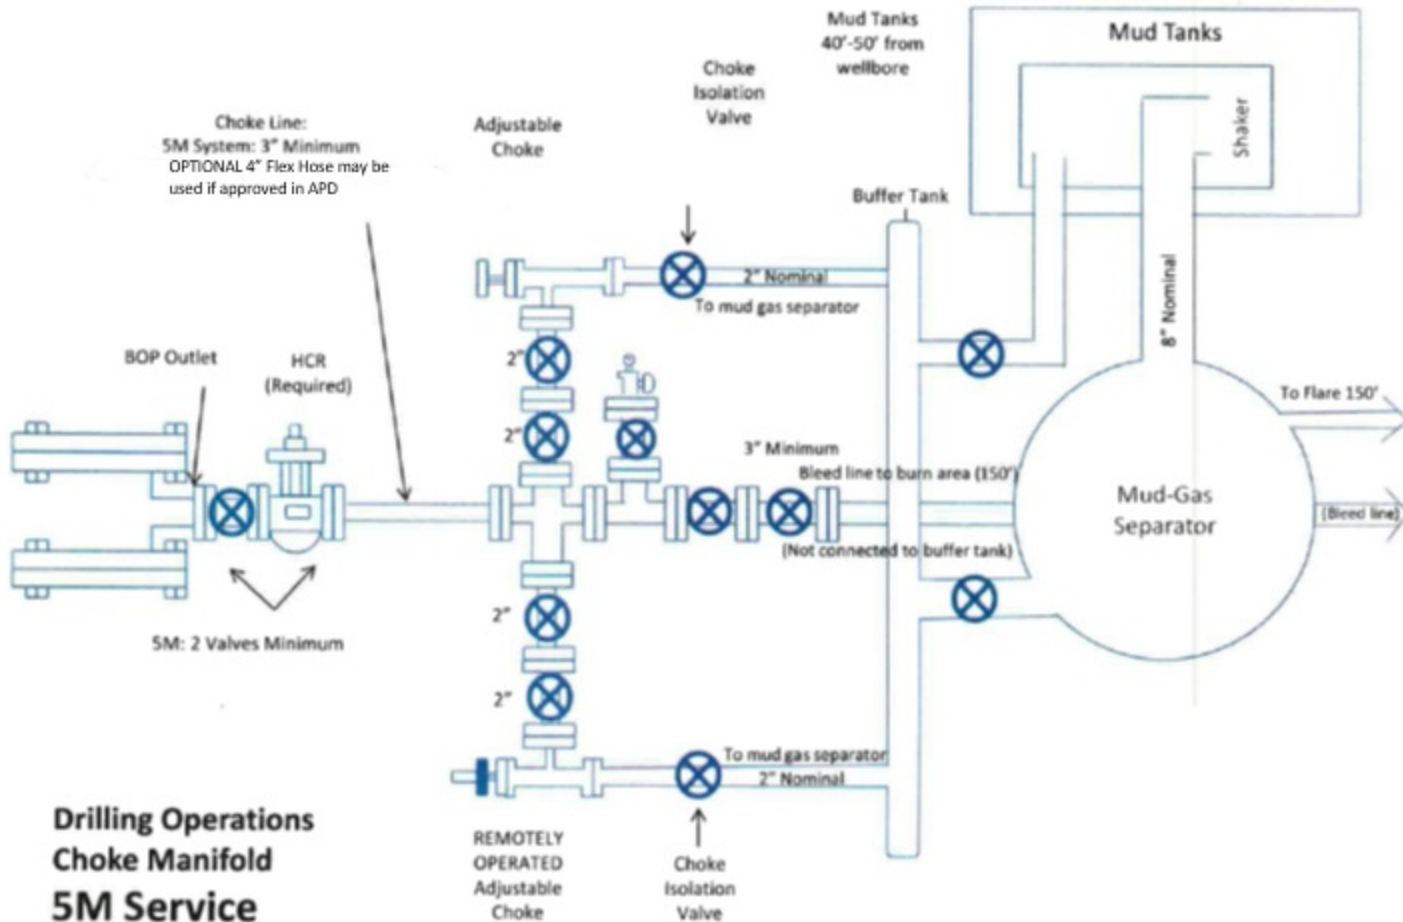 Mud Tanks
40'-50' from
wellbore
Mud Tanks
Shaker
Choke
Isolation
Valve
Choke Line:
5M System: 3" Minimum
OPTIONAL 4" Flex Hose may be
used if approved in APD
Adjustable
Choke
Buffer Tank
2" Nominal
To mud gas separator
8" Nominal
BOP Outlet
HCR
(Required)
2"
2"
To Flare 150'
3" Minimum
Bleed line to burn area (150')
Mud-Gas
Separator
(Bleed line)
(Not connected to buffer tank)
5M: 2 Valves Minimum
2"
2"
To mud gas separator
2" Nominal
Drilling Operations
Choke Manifold
5M Service
REMOTELY
OPERATED
Adjustable
Choke
Choke
Isolation
Valve